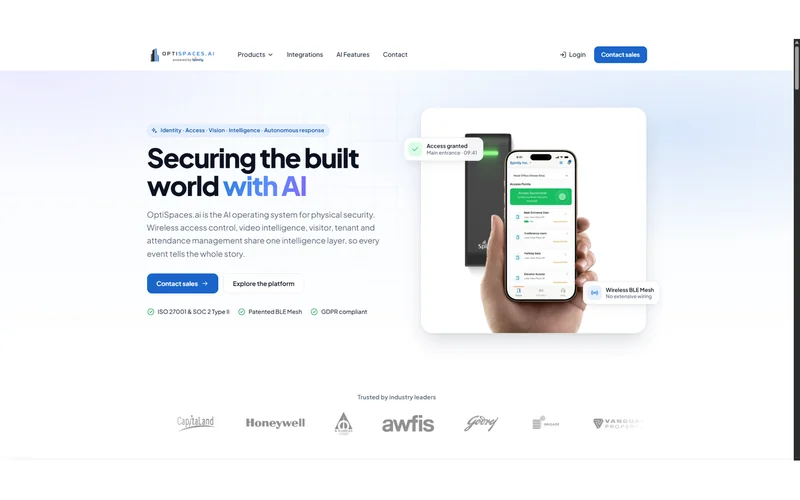 OPTISPACES.AI
powered by Spintly
Products
Integrations
AI Features
Contact
Login
Contact sales
Identity · Access · Vision · Intelligence · Autonomous response
Securing the built
world with AI
OptiSpaces.ai is the AI operating system for physical security.
Wireless access control, video intelligence, visitor, tenant and
attendance management share one intelligence layer, so every
event tells the whole story.
Contact sales →
Explore the platform
ISO 27001 & SOC 2 Type II
Patented BLE Mesh
GDPR compliant
Access granted
Main entrance · 09:41
Wireless BLE Mesh
No extensive wiring
Trusted by industry leaders
CapitaLand
Honeywell
awfis
Godrej
BRIGADE